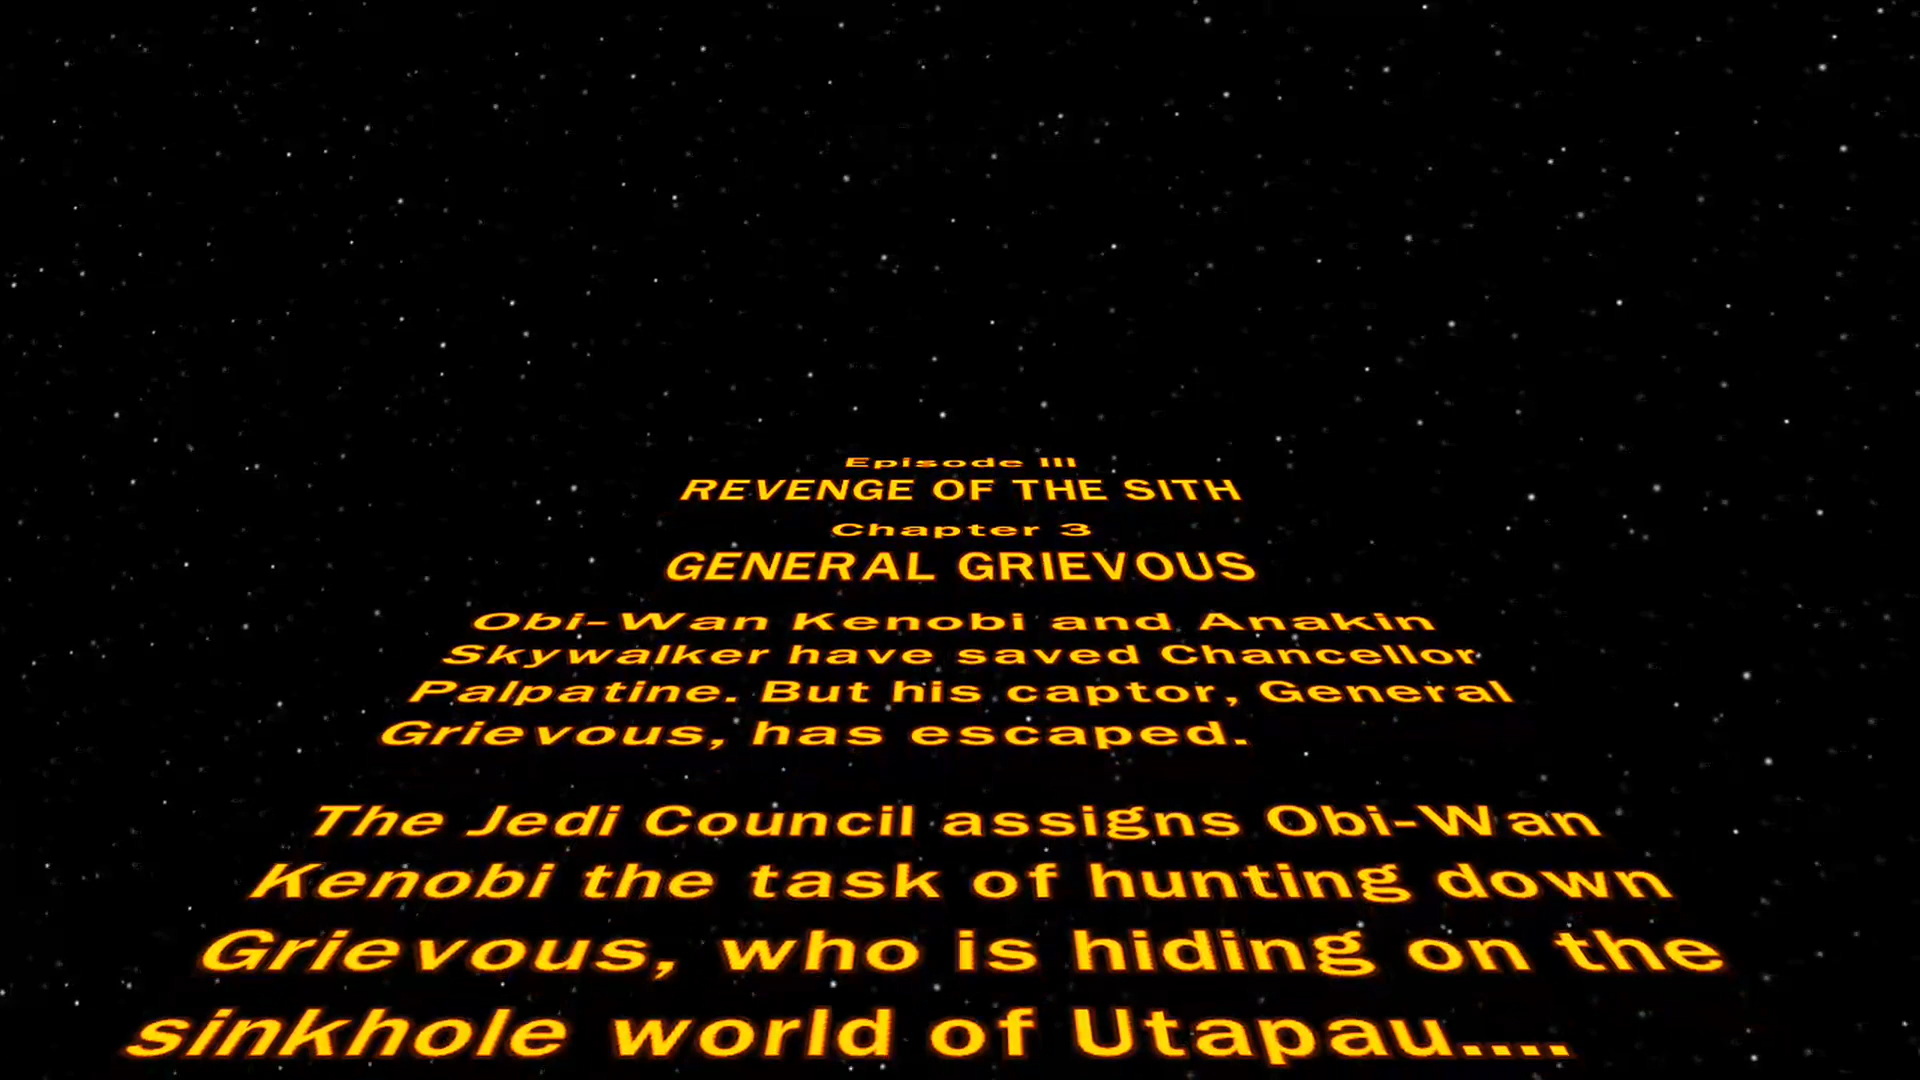 Episode III
REVENGE OF THE SITH
Chapter 3
GENERAL GRIEVOUS
Obi-Wan Kenobi and Anakin
Skywalker have saved Chancellor
Palpatine. But his captor, General
Grievous, has escaped.
The Jedi Council assigns Obi-Wan
Kenobi the task of hunting down
Grievous, who is hiding on the
sinkhole world of Utapau....